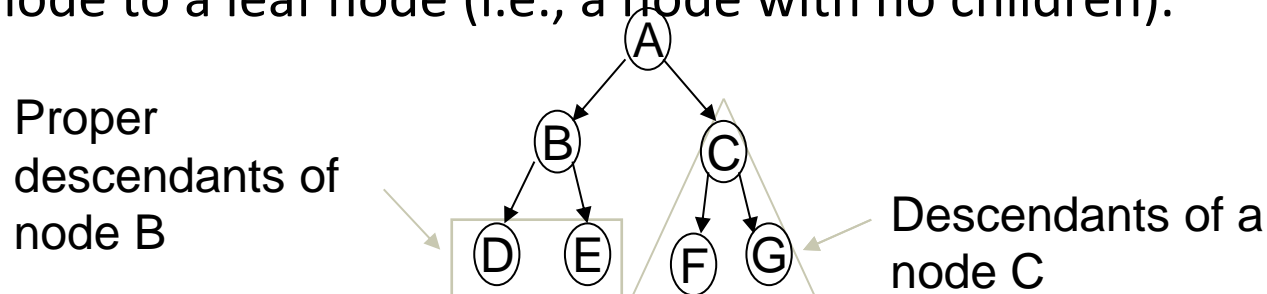 node to a leaf node (i.e., a node with no children).
A
Proper
descendants of
node B
B
C
D
E
F
G
Descendants of a
node C